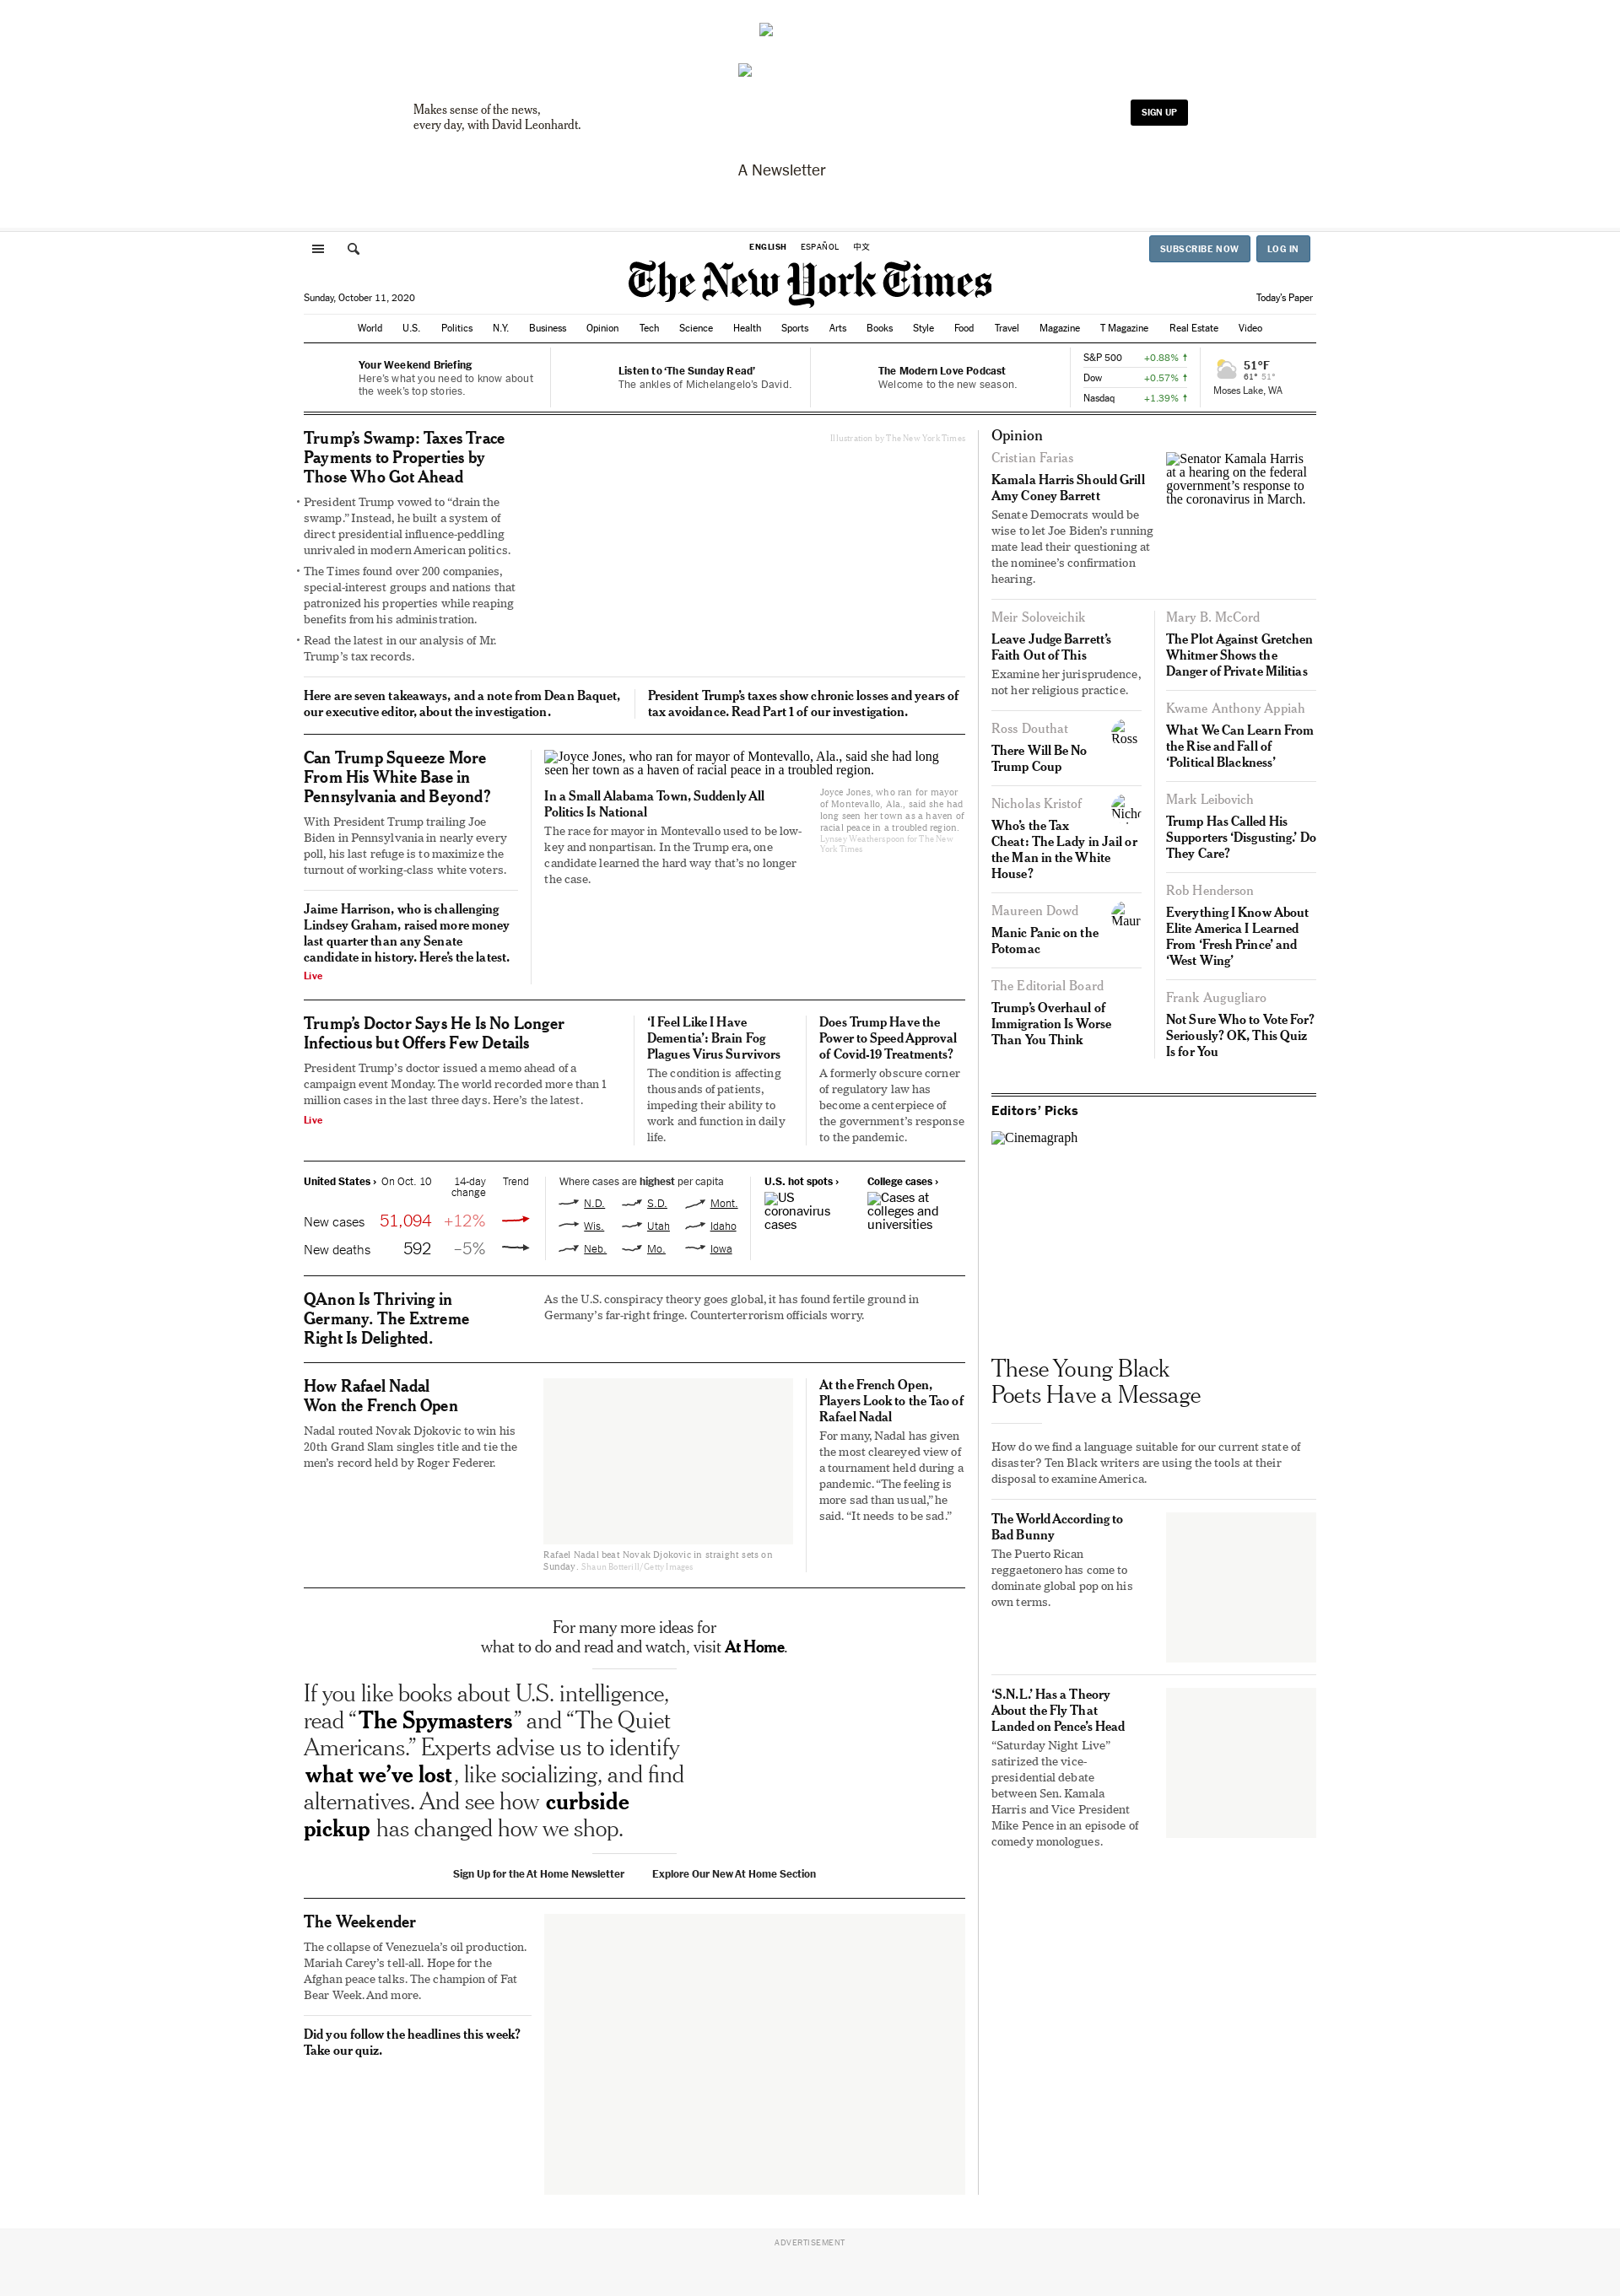 Makes sense of the news,
every day, with David Leonhardt.
SIGN UP
A Newsletter
ENGLISH ESPAÑOL 中文
SUBSCRIBE NOW LOG IN
The New York Times
Sunday, October 11, 2020
Today's Paper
World U.S. Politics N.Y. Business Opinion Tech Science Health Sports Arts Books Style Food Travel Magazine T Magazine Real Estate Video
Your Weekend Briefing
Here's what you need to know about
the week's top stories.
Listen to 'The Sunday Read'
The ankles of Michelangelo's David.
The Modern Love Podcast
Welcome to the new season.
S&P 500 +0.88%
Dow +0.57%
Nasdaq +1.39%
51°F
61° 51°
Moses Lake, WA
Trump's Swamp: Taxes Trace
Payments to Properties by
Those Who Got Ahead
• President Trump vowed to “drain the
swamp.” Instead, he built a system of
direct presidential influence-peddling
unrivaled in modern American politics.
• The Times found over 200 companies,
special-interest groups and nations that
patronized his properties while reaping
benefits from his administration.
• Read the latest in our analysis of Mr.
Trump's tax records.
Illustration by The New York Times
Here are seven takeaways, and a note from Dean Baquet,
our executive editor, about the investigation.
President Trump's taxes show chronic losses and years of
tax avoidance. Read Part 1 of our investigation.
Can Trump Squeeze More
From His White Base in
Pennsylvania and Beyond?
With President Trump trailing Joe
Biden in Pennsylvania in nearly every
poll, his last refuge is to maximize the
turnout of working-class white voters.
Jaime Harrison, who is challenging
Lindsey Graham, raised more money
last quarter than any Senate
candidate in history. Here's the latest.
Live
Joyce Jones, who ran for mayor of Montevallo, Ala., said she had long
seen her town as a haven of racial peace in a troubled region.
In a Small Alabama Town, Suddenly All
Politics Is National
The race for mayor in Montevallo used to be low-
key and nonpartisan. In the Trump era, one
candidate learned the hard way that's no longer
the case.
Joyce Jones, who ran for mayor
of Montevallo, Ala., said she had
long seen her town as a haven of
racial peace in a troubled region.
Lynsey Weatherspoon for The New
York Times
Trump's Doctor Says He Is No Longer
Infectious but Offers Few Details
President Trump's doctor issued a memo ahead of a
campaign event Monday. The world recorded more than 1
million cases in the last three days. Here's the latest.
Live
'I Feel Like I Have
Dementia': Brain Fog
Plagues Virus Survivors
The condition is affecting
thousands of patients,
impeding their ability to
work and function in daily
life.
Does Trump Have the
Power to Speed Approval
of Covid-19 Treatments?
A formerly obscure corner
of regulatory law has
become a centerpiece of
the government's response
to the pandemic.
United States › On Oct. 10 14-day
change Trend
New cases 51,094 +12%
New deaths 592 –5%
Where cases are highest per capita
N.D. S.D. Mont.
Wis. Utah Idaho
Neb. Mo. Iowa
U.S. hot spots ›
US
coronavirus
cases
College cases ›
Cases at
colleges and
universities
QAnon Is Thriving in
Germany. The Extreme
Right Is Delighted.
As the U.S. conspiracy theory goes global, it has found fertile ground in
Germany's far-right fringe. Counterterrorism officials worry.
How Rafael Nadal
Won the French Open
Nadal routed Novak Djokovic to win his
20th Grand Slam singles title and tie the
men's record held by Roger Federer.
Rafael Nadal beat Novak Djokovic in straight sets on
Sunday. Shaun Botterill/Getty Images
At the French Open,
Players Look to the Tao of
Rafael Nadal
For many, Nadal has given
the most cleareyed view of
a tournament held during a
pandemic. “The feeling is
more sad than usual,” he
said. “It needs to be sad.”
For many more ideas for
what to do and read and watch, visit At Home.
If you like books about U.S. intelligence,
read “The Spymasters” and “The Quiet
Americans.” Experts advise us to identify
what we've lost, like socializing, and find
alternatives. And see how curbside
pickup has changed how we shop.
Sign Up for the At Home Newsletter Explore Our New At Home Section
The Weekender
The collapse of Venezuela's oil production.
Mariah Carey's tell-all. Hope for the
Afghan peace talks. The champion of Fat
Bear Week. And more.
Did you follow the headlines this week?
Take our quiz.
Opinion
Cristian Farias
Kamala Harris Should Grill
Amy Coney Barrett
Senate Democrats would be
wise to let Joe Biden's running
mate lead their questioning at
the nominee's confirmation
hearing.
Senator Kamala Harris
at a hearing on the federal
government's response to
the coronavirus in March.
Meir Soloveichik
Leave Judge Barrett's
Faith Out of This
Examine her jurisprudence,
not her religious practice.
Ross Douthat
There Will Be No
Trump Coup
Ross
Nicholas Kristof
Who's the Tax
Cheat: The Lady in Jail or
the Man in the White
House?
Nicho
Maureen Dowd
Manic Panic on the
Potomac
Maur
The Editorial Board
Trump's Overhaul of
Immigration Is Worse
Than You Think
Mary B. McCord
The Plot Against Gretchen
Whitmer Shows the
Danger of Private Militias
Kwame Anthony Appiah
What We Can Learn From
the Rise and Fall of
'Political Blackness'
Mark Leibovich
Trump Has Called His
Supporters 'Disgusting.' Do
They Care?
Rob Henderson
Everything I Know About
Elite America I Learned
From 'Fresh Prince' and
'West Wing'
Frank Augugliaro
Not Sure Who to Vote For?
Seriously? OK, This Quiz
Is for You
Editors' Picks
Cinemagraph
These Young Black
Poets Have a Message
How do we find a language suitable for our current state of
disaster? Ten Black writers are using the tools at their
disposal to examine America.
The World According to
Bad Bunny
The Puerto Rican
reggaetonero has come to
dominate global pop on his
own terms.
'S.N.L.' Has a Theory
About the Fly That
Landed on Pence's Head
“Saturday Night Live”
satirized the vice-
presidential debate
between Sen. Kamala
Harris and Vice President
Mike Pence in an episode of
comedy monologues.
ADVERTISEMENT